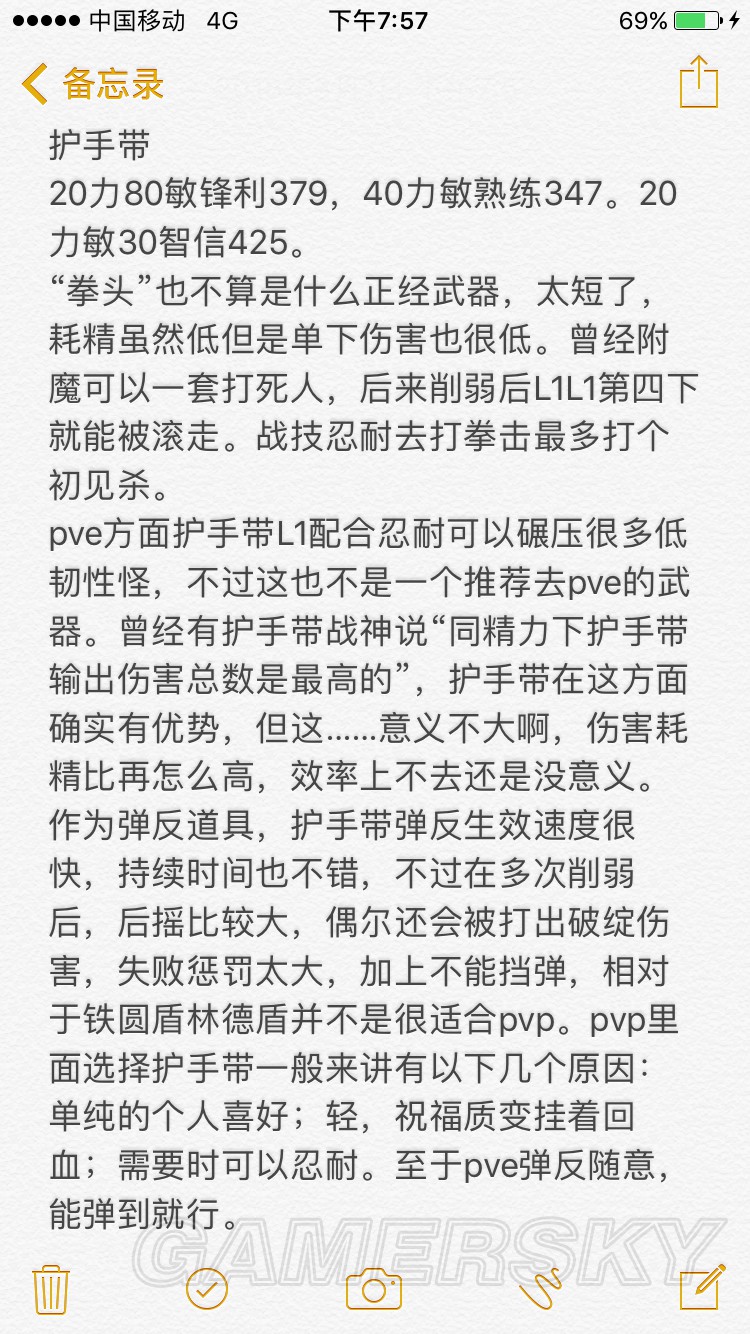 中国移动 4G 下午7:57 69%
备忘录
护手带
20力80敏锋利379，40力敏熟练347。20
力敏30智信425。
“拳头”也不算是什么正经武器，太短了，
耗精虽然低但是单下伤害也很低。曾经附
魔可以一套打死人，后来削弱后L1L1第四下
就能被滚走。战技忍耐去打拳击最多打个
初见杀。
pve方面护手带L1配合忍耐可以碾压很多低
韧性怪，不过这也不是一个推荐去pve的武
器。曾经有护手带战神说“同精力下护手带
输出伤害总数是最高的”，护手带在这方面
确实有优势，但这......意义不大啊，伤害耗
精比再怎么高，效率上不去还是没意义。
作为弹反道具，护手带弹反生效速度很
快，持续时间也不错，不过在多次削弱
后，后摇比较大，偶尔还会被打出破绽伤
害，失败惩罚太大，加上不能挡弹，相对
于铁圆盾林德盾并不是很适合pvp。pvp里
面选择护手带一般来讲有以下几个原因：
单纯的个人喜好；轻，祝福质变挂着回
血；需要时可以忍耐。至于pve弹反随意，
能弹到就行。
GAMERSKY